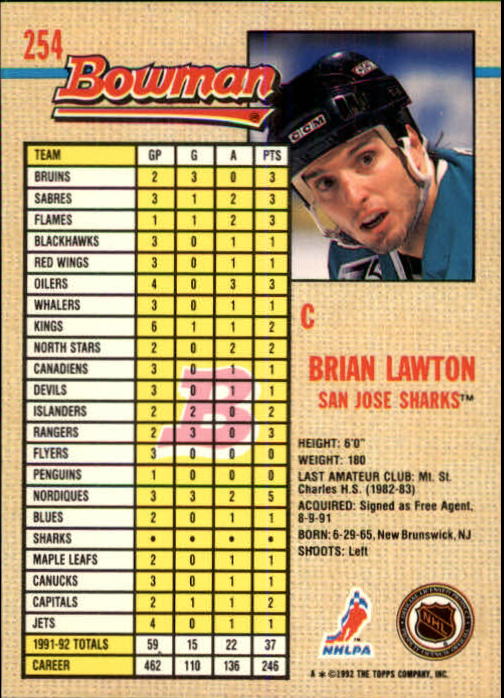 254
Bowman®
CCM
TEAM GP G A PTS
BRUINS 2 3 0 3
SABRES 3 1 2 3
FLAMES 1 1 2 3
BLACKHAWKS 3 0 1 1
RED WINGS 3 0 1 1
OILERS 4 0 3 3
WHALERS 3 0 1 1
KINGS 6 1 1 2
NORTH STARS 2 0 2 2
CANADIENS 3 0 1 1
DEVILS 3 0 1 1
ISLANDERS 2 2 0 2
RANGERS 2 3 0 3
FLYERS 3 0 0 0
PENGUINS 1 0 0 0
NORDIQUES 3 3 2 5
BLUES 2 0 1 1
SHARKS • • • •
MAPLE LEAFS 2 0 1 1
CANUCKS 3 0 1 1
CAPITALS 2 1 1 2
JETS 4 0 1 1
1991-92 TOTALS 59 15 22 37
CAREER 462 110 136 246
B
C
BRIAN LAWTON
SAN JOSE SHARKS™
HEIGHT: 6'0"
WEIGHT: 180
LAST AMATEUR CLUB: Mt. St.
Charles H.S. (1982-83)
ACQUIRED: Signed as Free Agent,
8-9-91
BORN: 6-29-65, New Brunswick, NJ
SHOOTS: Left
NHLPA
NHL
A * ©1992 THE TOPPS COMPANY, INC.